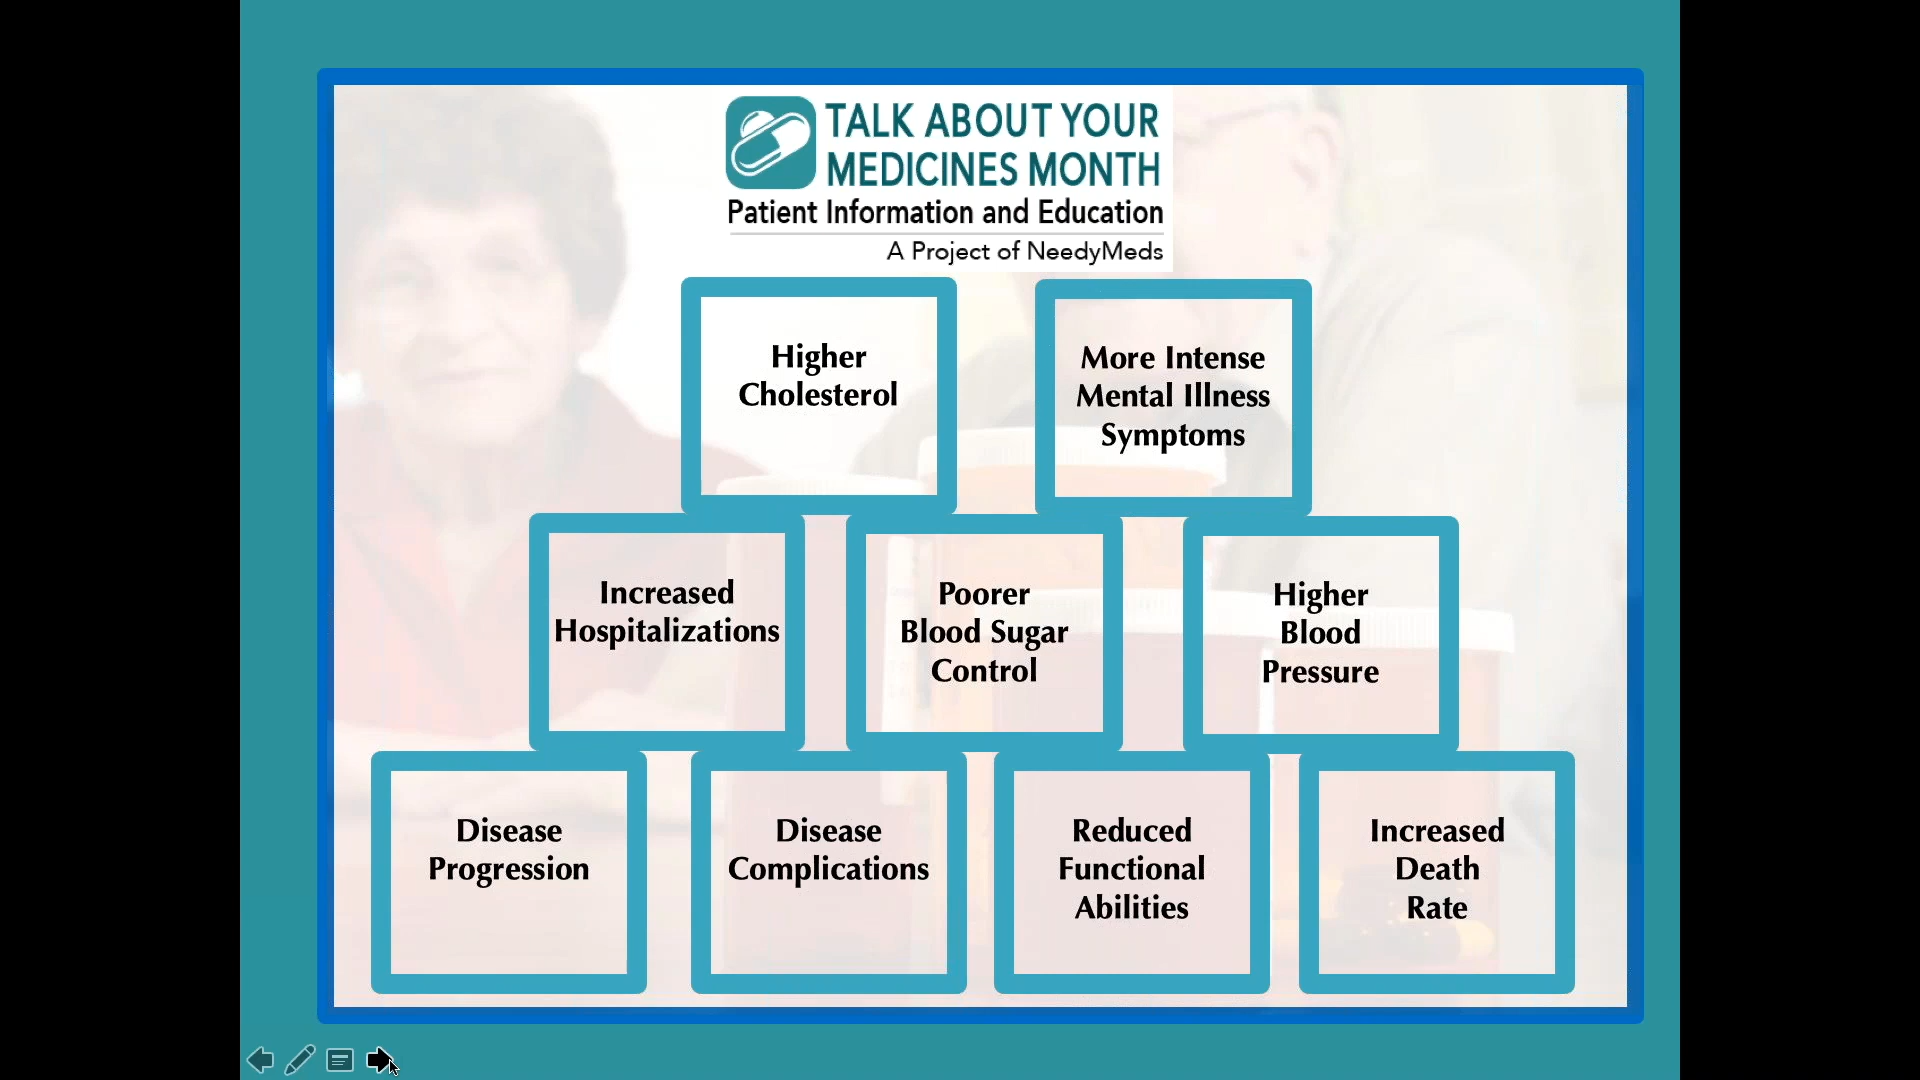 TALK ABOUT YOUR
MEDICINES MONTH
Patient Information and Education
A Project of NeedyMeds
Higher
Cholesterol
More Intense
Mental Illness
Symptoms
Increased
Hospitalizations
Poorer
Blood Sugar
Control
Higher
Blood
Pressure
Disease
Progression
Disease
Complications
Reduced
Functional
Abilities
Increased
Death
Rate